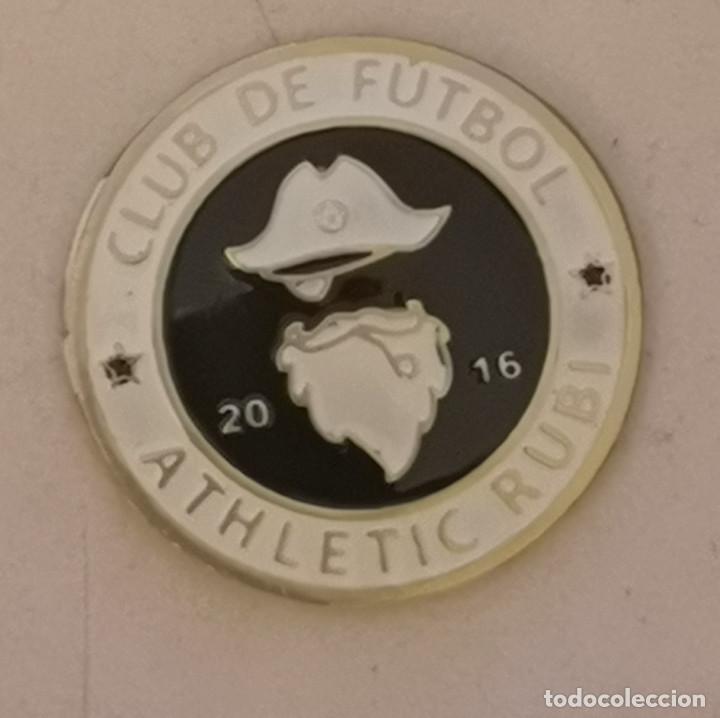 CLUB DE FUTBOL
20 16
ATHLETIC RUBI
todocoleccion